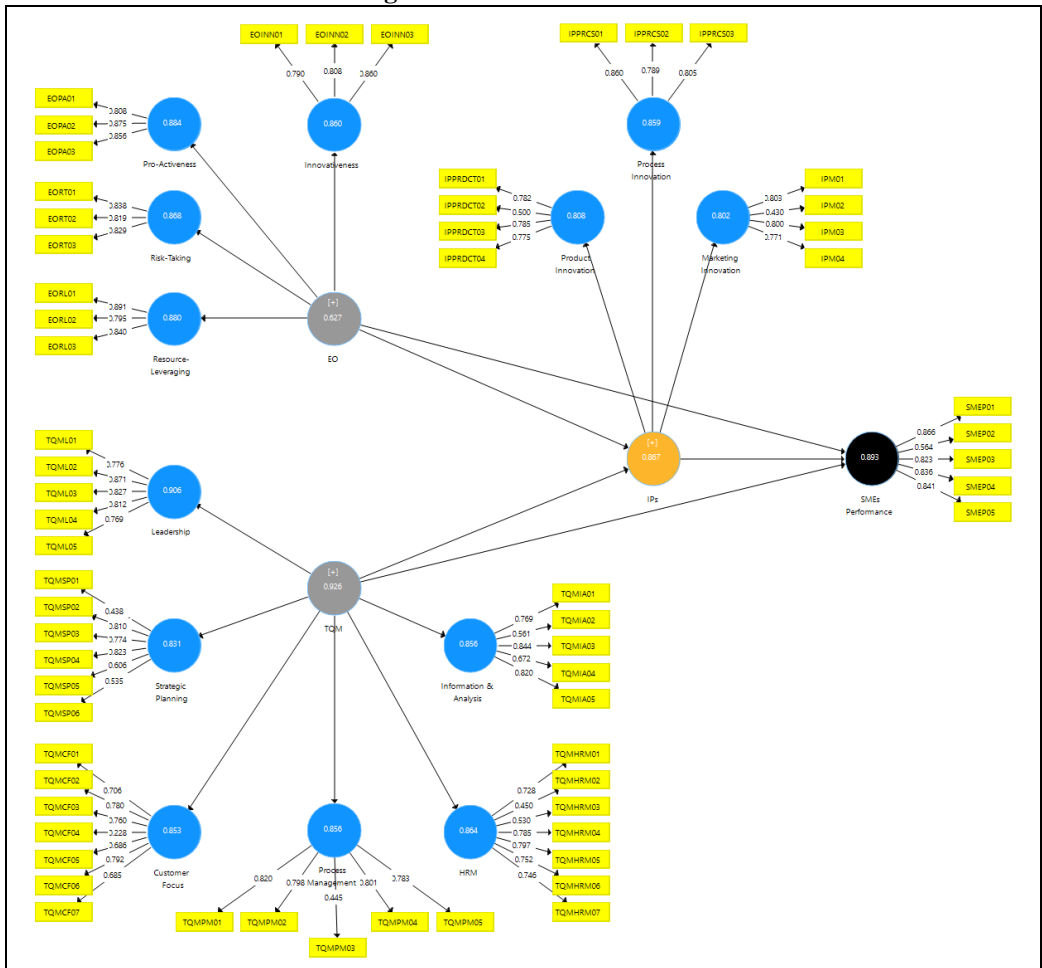 EOINN01
EOINN02
EOINN03
0.790
0.808
0.860
0.860
Innovativeness
IPPRCS01
IPPRCS02
IPPRCS03
0.860
0.789
0.805
0.859
Process
Innovation
EOPA01
EOPA02
EOPA03
0.808
0.875
0.856
0.884
Pro-Activeness
EORT01
EORT02
EORT03
0.838
0.819
0.829
0.868
Risk-Taking
EORL01
EORL02
EORL03
0.891
0.795
0.840
0.880
Resource-
Leveraging
[+]
0.627
EO
IPPRDCT01
IPPRDCT02
IPPRDCT03
IPPRDCT04
0.782
0.500
0.785
0.775
0.808
Product
Innovation
0.802
Marketing
Innovation
0.803
0.430
0.800
0.771
IPM01
IPM02
IPM03
IPM04
[+]
0.867
IPs
0.893
SMEs
Performance
0.866
0.564
0.823
0.836
0.841
SMEP01
SMEP02
SMEP03
SMEP04
SMEP05
TQML01
TQML02
TQML03
TQML04
TQML05
0.776
0.871
0.827
0.812
0.769
0.906
Leadership
[+]
0.926
TQM
TQMSP01
TQMSP02
TQMSP03
TQMSP04
TQMSP05
TQMSP06
0.438
0.810
0.774
0.823
0.606
0.535
0.831
Strategic
Planning
0.856
Information &
Analysis
0.769
0.561
0.844
0.672
0.820
TQMIA01
TQMIA02
TQMIA03
TQMIA04
TQMIA05
TQMCF01
TQMCF02
TQMCF03
TQMCF04
TQMCF05
TQMCF06
TQMCF07
0.706
0.780
0.760
0.228
0.686
0.792
0.685
0.853
Customer
Focus
0.856
Process
Management
0.820
0.798
0.445
0.801
0.783
TQMPM01
TQMPM02
TQMPM03
TQMPM04
TQMPM05
0.864
HRM
0.728
0.450
0.530
0.785
0.797
0.752
0.746
TQMHRM01
TQMHRM02
TQMHRM03
TQMHRM04
TQMHRM05
TQMHRM06
TQMHRM07